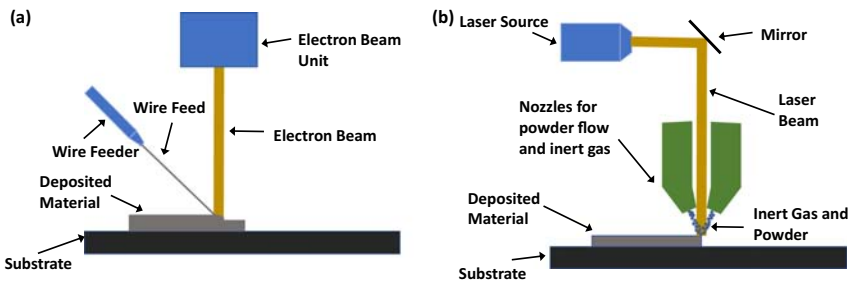 (a)
Electron Beam
Unit
Wire Feed
Electron Beam
Wire Feeder
Deposited
Material
Substrate
(b)
Laser Source
Mirror
Laser
Beam
Nozzles for
powder flow
and inert gas
Deposited
Material
Inert Gas and
Powder
Substrate